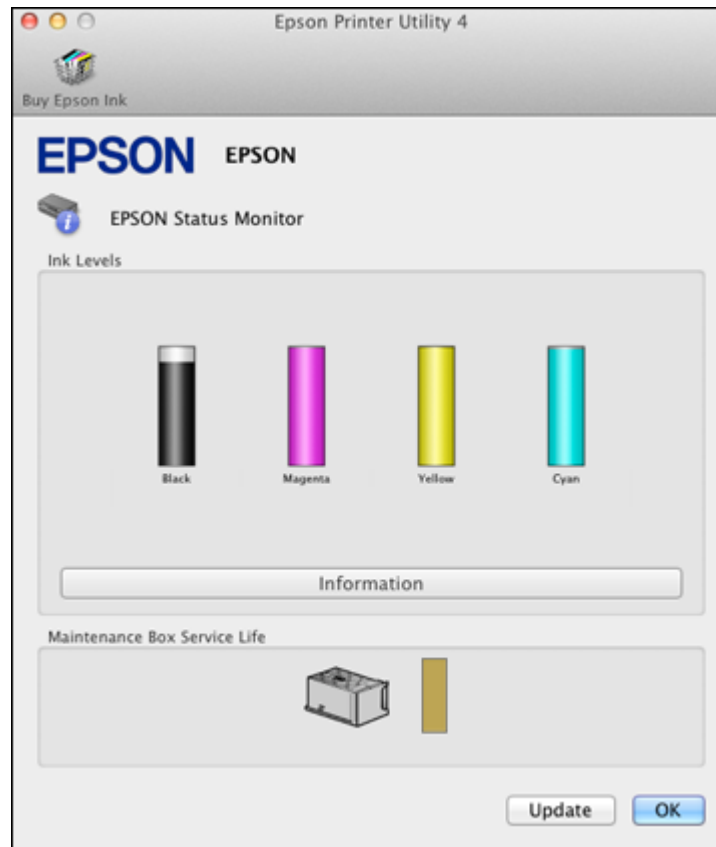 Epson Printer Utility 4
Buy Epson Ink
EPSON EPSON
EPSON Status Monitor
Ink Levels
Black Magenta Yellow Cyan
Information
Maintenance Box Service Life
Update OK